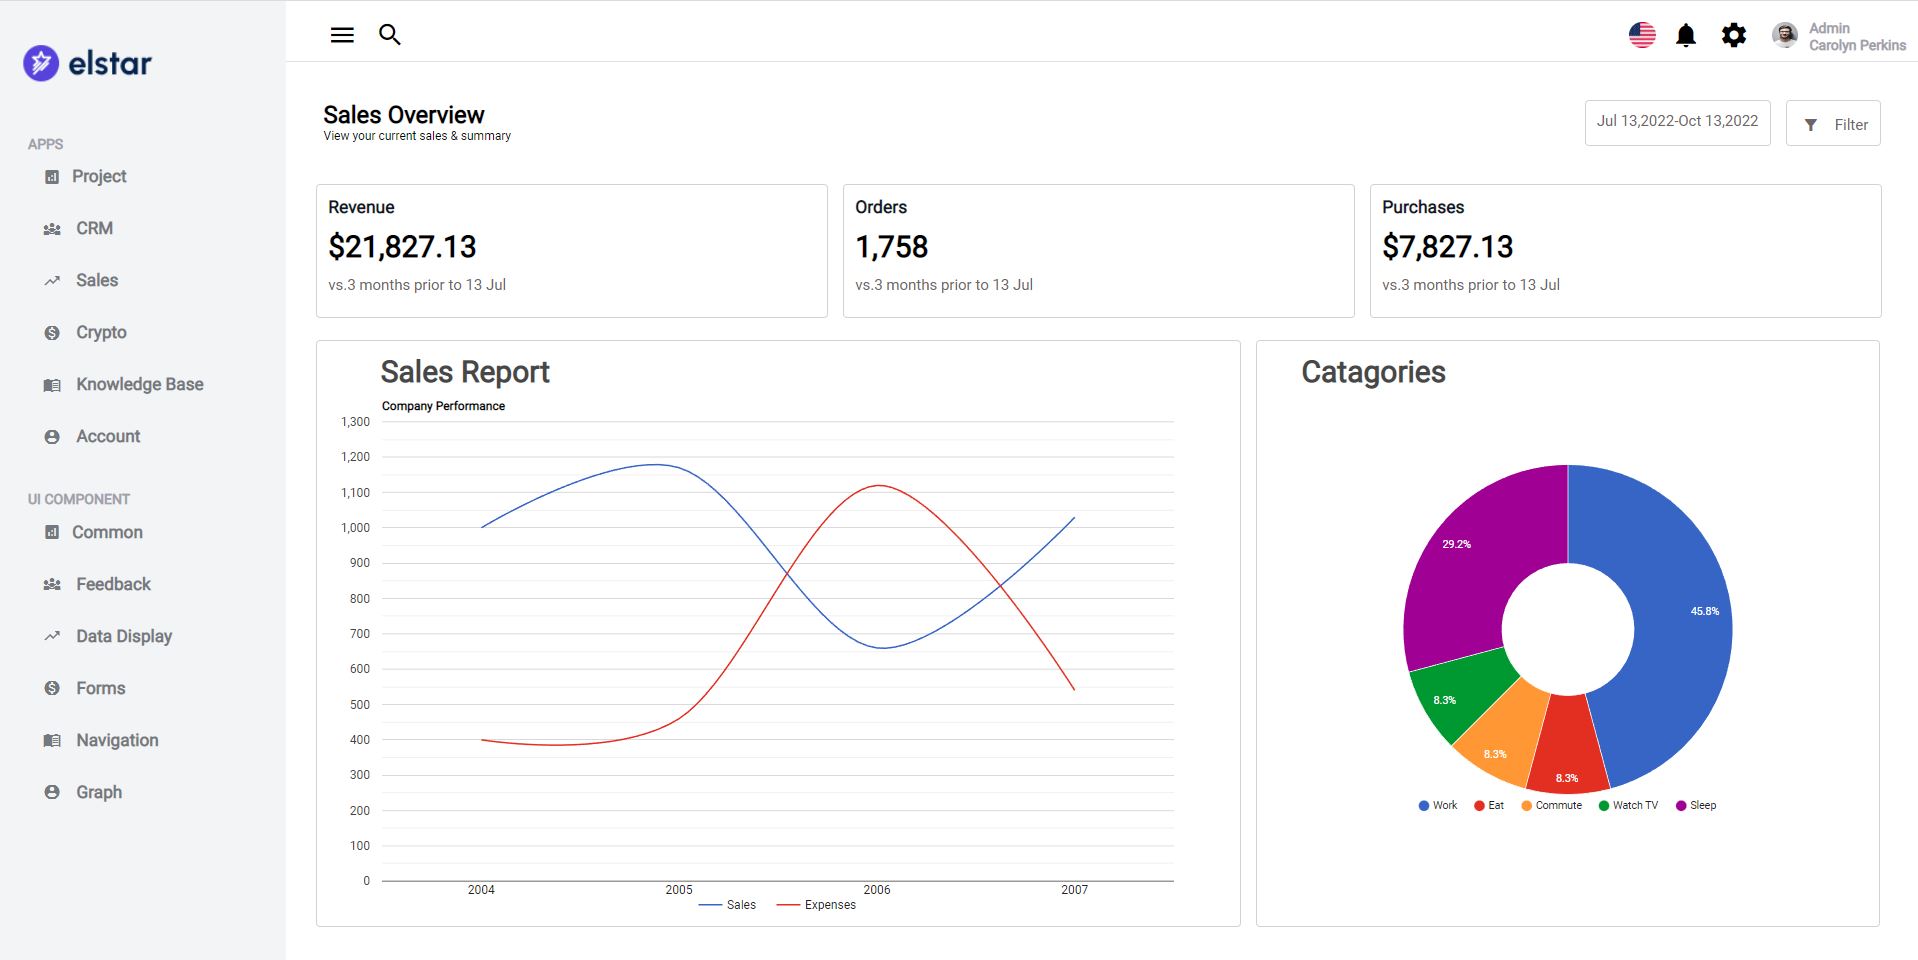 elstar
Admin
Carolyn Perkins
APPS
Project
CRM
Sales
Crypto
Knowledge Base
Account
UI COMPONENT
Common
Feedback
Data Display
Forms
Navigation
Graph
Sales Overview
View your current sales & summary
Jul 13,2022-Oct 13,2022
Filter
Revenue
$21,827.13
vs.3 months prior to 13 Jul
Orders
1,758
vs.3 months prior to 13 Jul
Purchases
$7,827.13
vs.3 months prior to 13 Jul
Sales Report
Company Performance
1,300
1,200
1,100
1,000
900
800
700
600
500
400
300
200
100
0
2004 2005 2006 2007
Sales Expenses
Catagories
29.2%
45.8%
8.3%
8.3%
8.3%
Work Eat Commute Watch TV Sleep